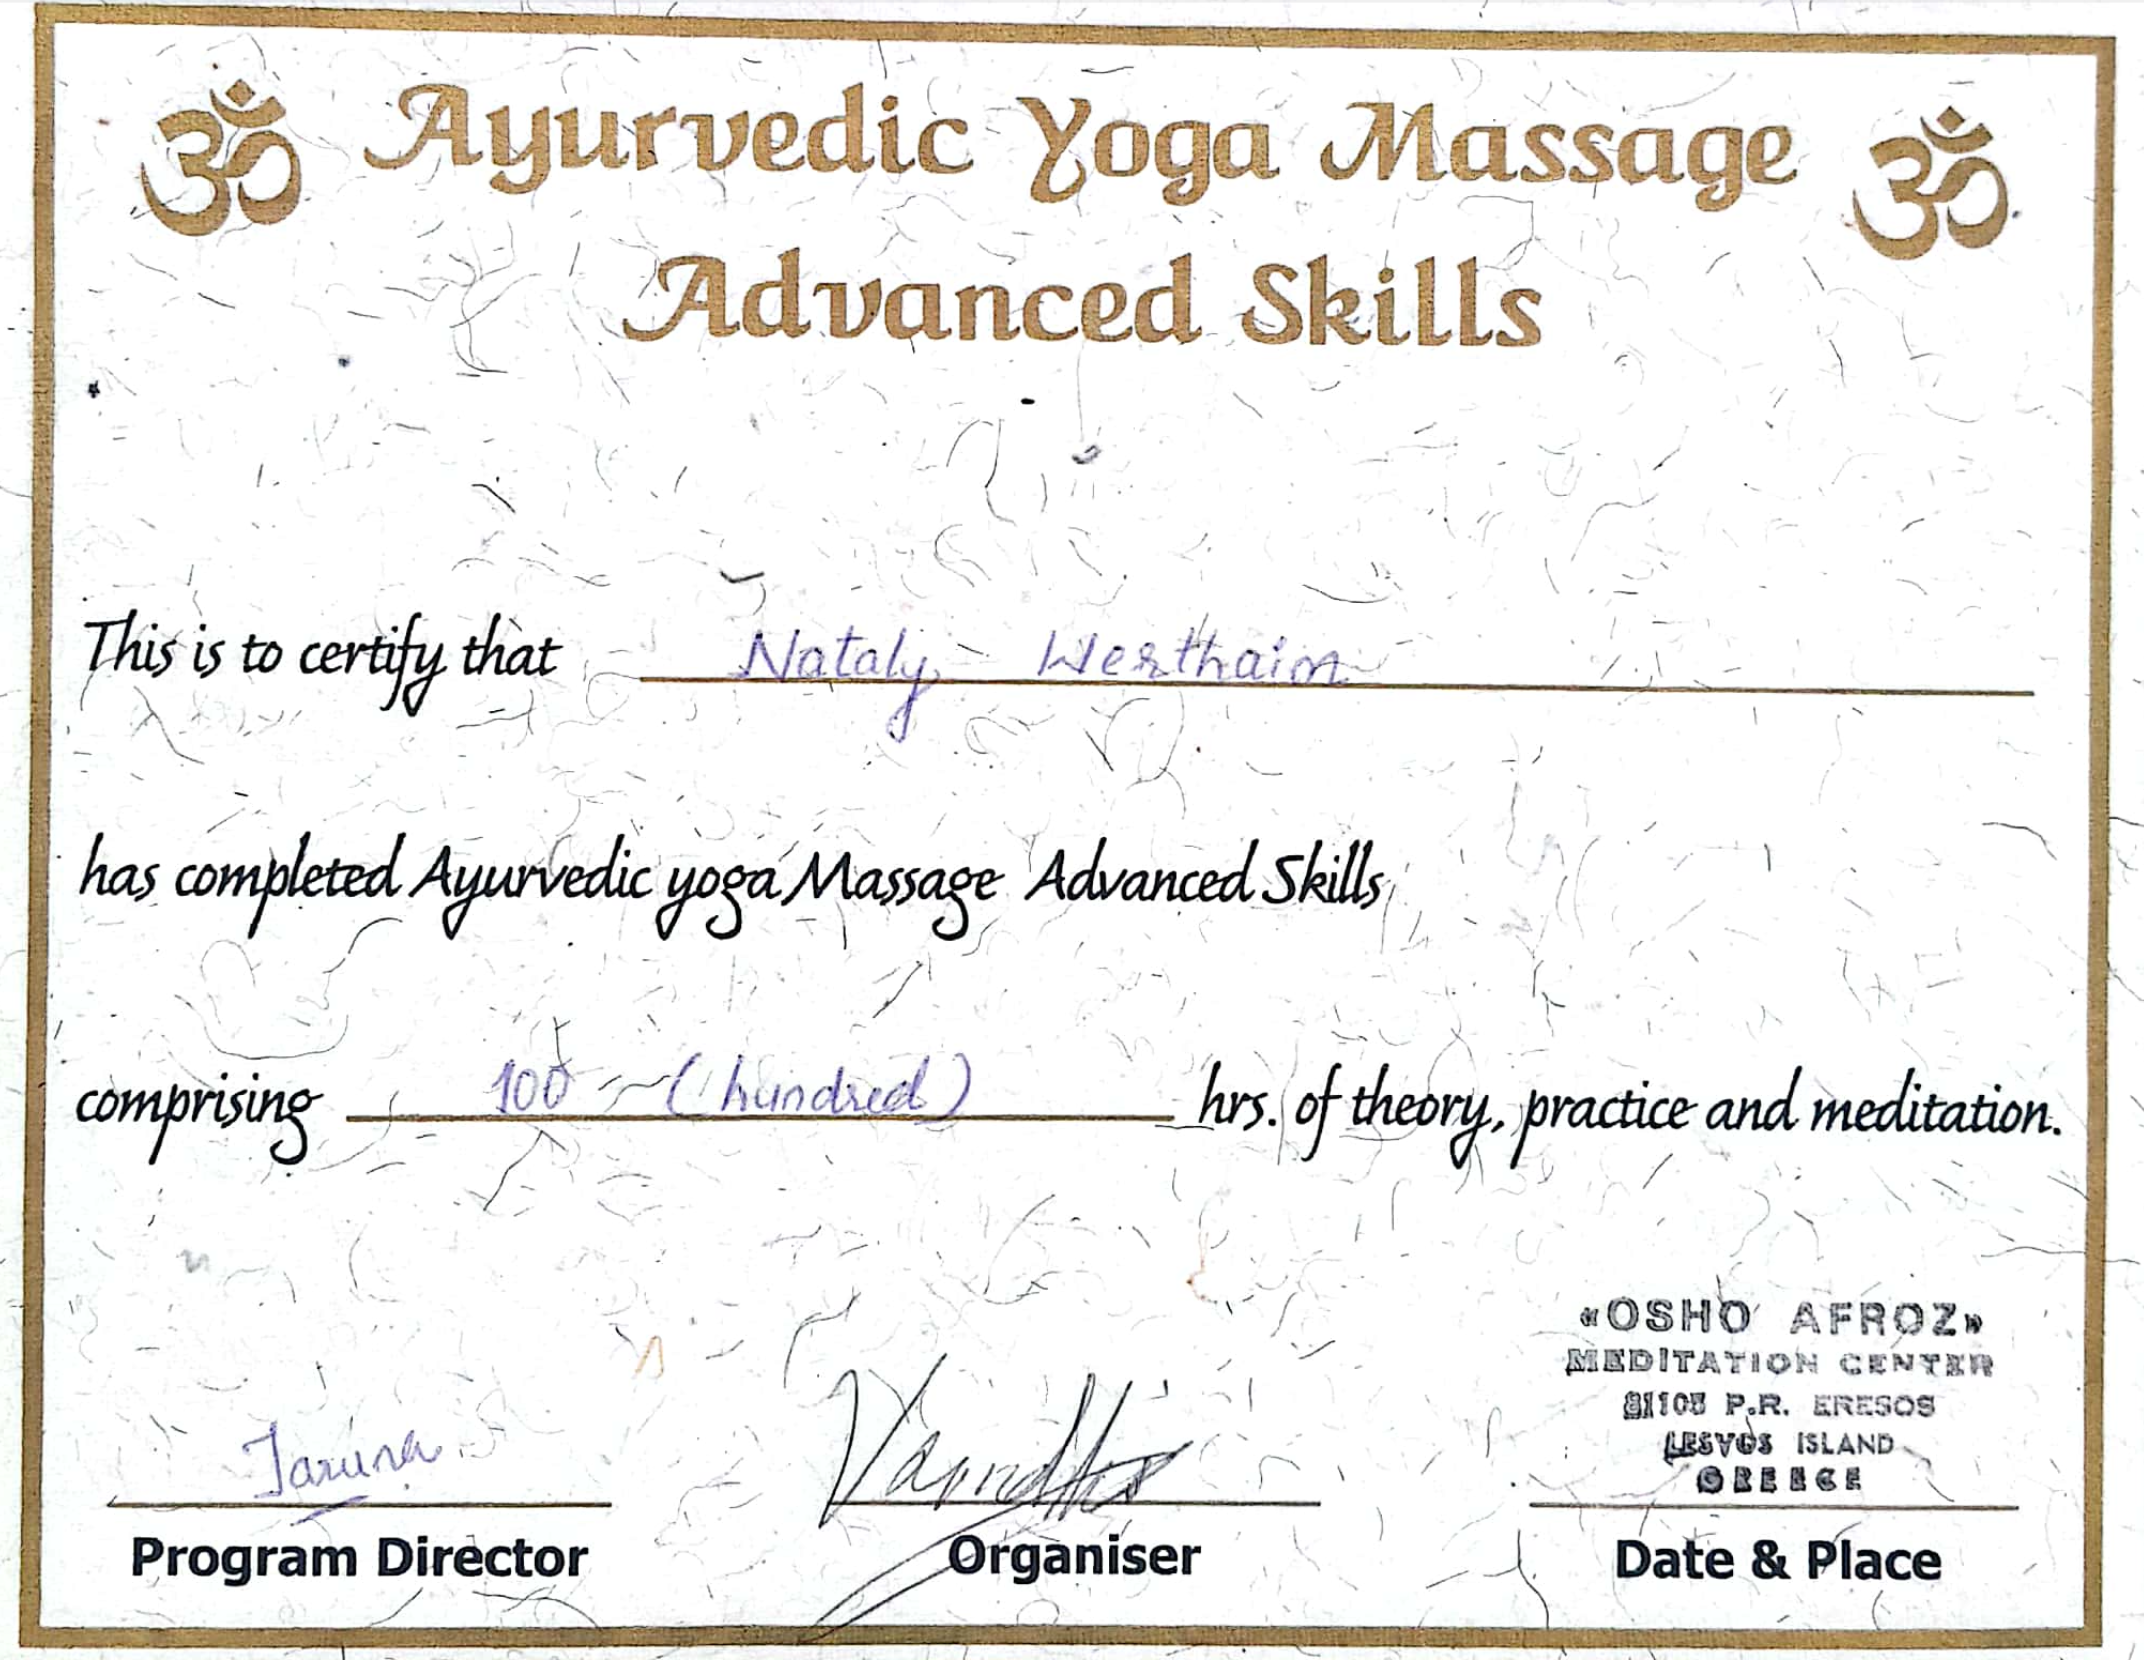 ॐ Ayurvedic Yoga Massage ॐ
Advanced Skills
This is to certify that Nataly Werthaim
has completed Ayurvedic yoga Massage Advanced Skills
comprising 100 (hundred) hrs. of theory, practice and meditation.
«OSHO AFROZ»
MEDITATION CENTER
81105 P.R. ERESOS
LESVOS ISLAND
GREECE
Taruna
Program Director Organiser Date & Place